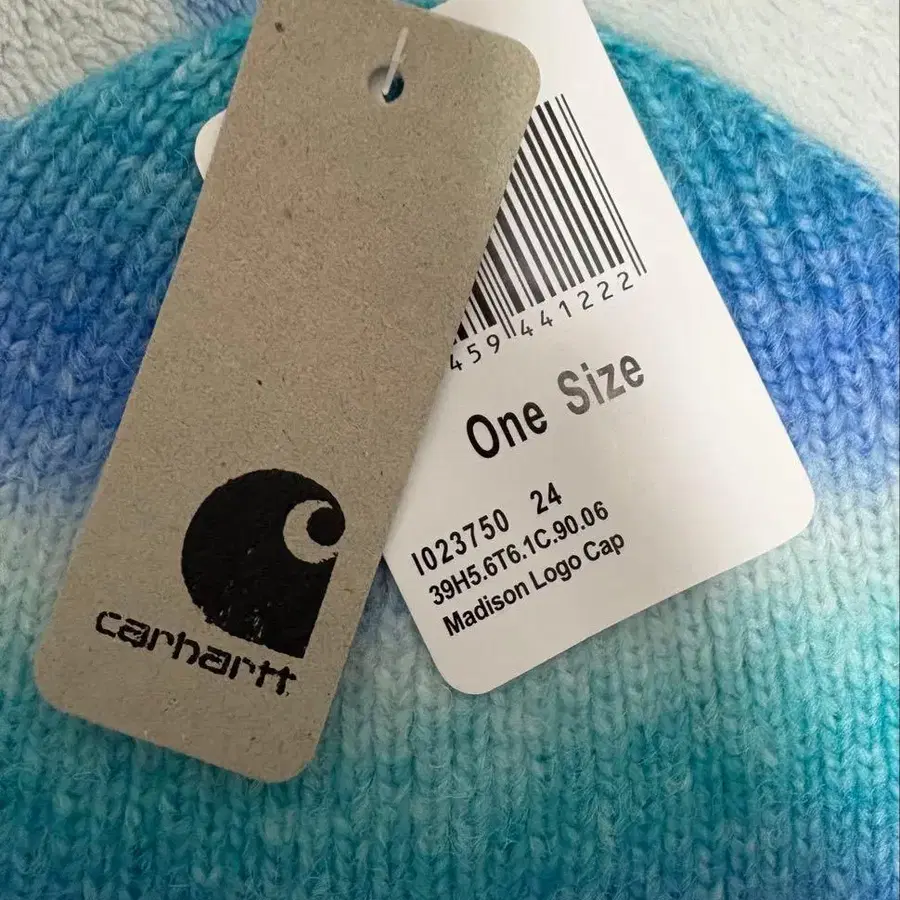 carhartt
459 441222
One Size
I023750 24
39H5.6T6.1C.90.06
Madison Logo Cap